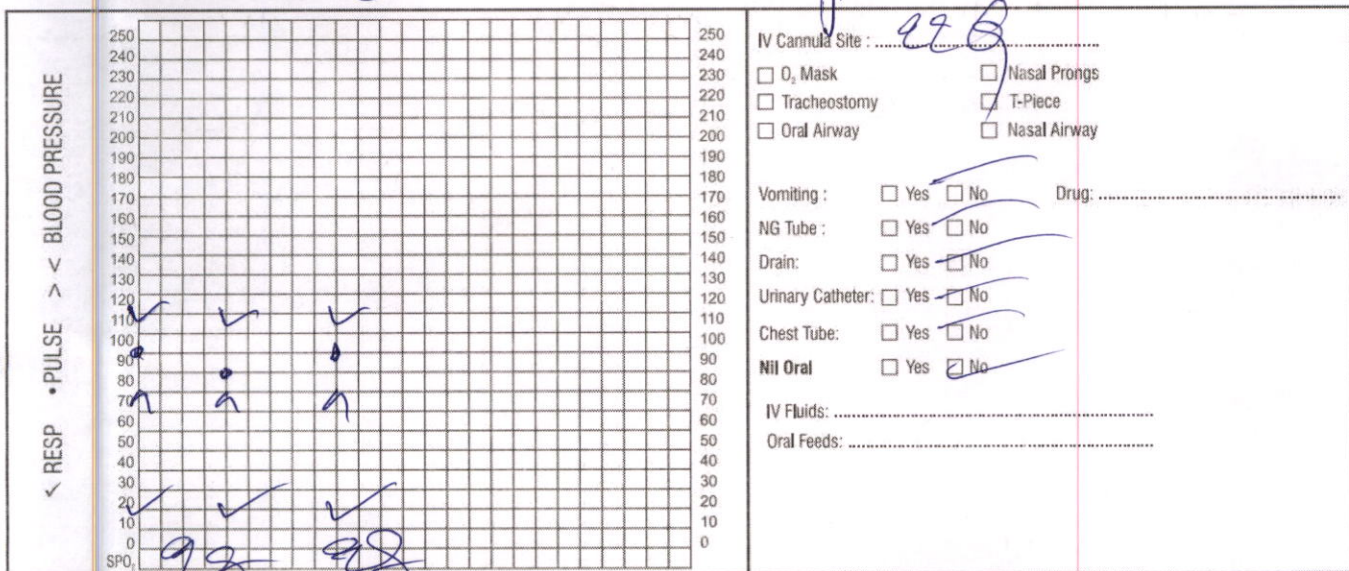 250 250
240 240
230 230
220 220
210 210
200 200
190 190
180 180
170 170
160 160
150 150
140 140
130 130
120 120
110 110
100 100
90 90
80 80
70 70
60 60
50 50
40 40
30 30
20 20
10 10
0 0
SPO₂ 98 98
✓ RESP • PULSE > < BLOOD PRESSURE
IV Cannula Site :
☐ O₂ Mask ☐ Nasal Prongs
☐ Tracheostomy ☐ T-Piece
☐ Oral Airway ☐ Nasal Airway
Vomiting : ☐ Yes ☐ No Drug:
NG Tube : ☐ Yes ☐ No
Drain: ☐ Yes ☐ No
Urinary Catheter: ☐ Yes ☐ No
Chest Tube: ☐ Yes ☐ No
Nil Oral ☐ Yes ☐ No
IV Fluids:
Oral Feeds: